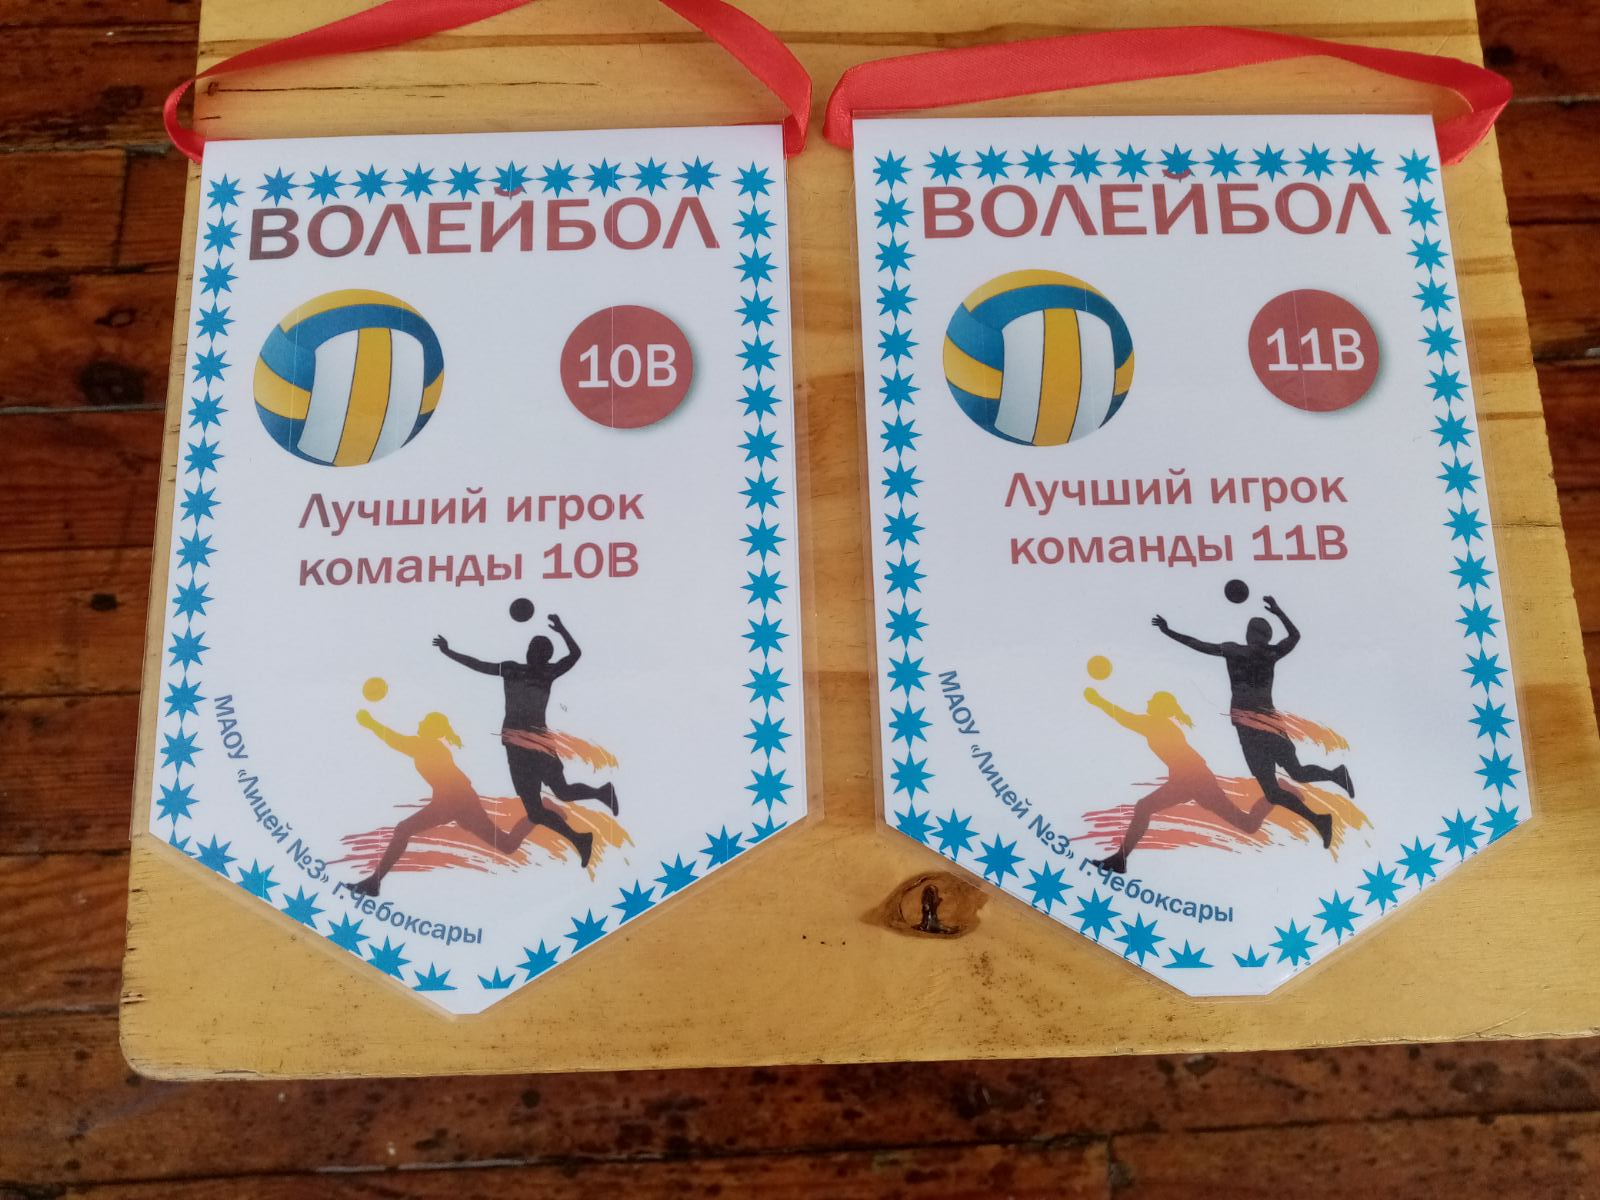 ВОЛЕЙБОЛ
10В
Лучший игрок
команды 10В
МАОУ «Лицей №3» г.Чебоксары
ВОЛЕЙБОЛ
11В
Лучший игрок
команды 11В
МАОУ «Лицей №3» г.Чебоксары